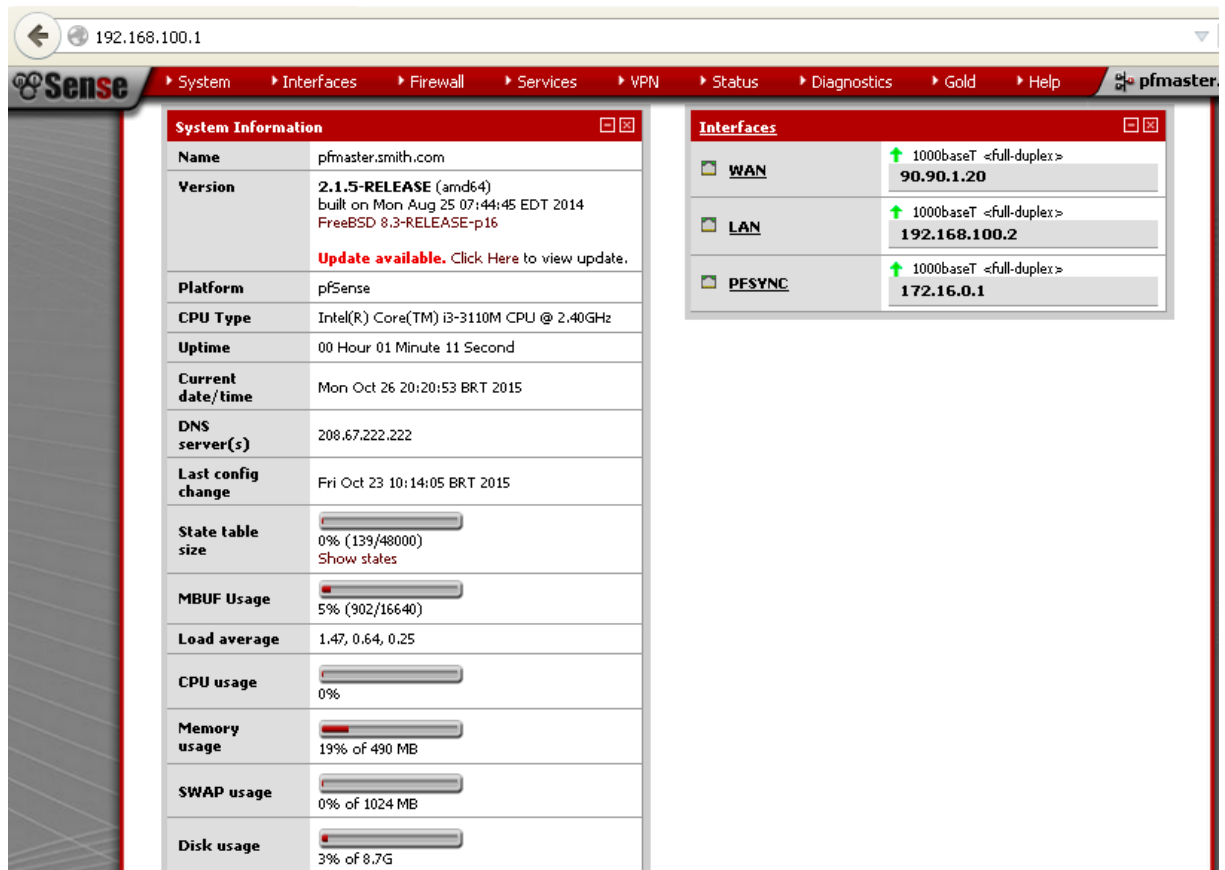 192.168.100.1
Sense
System Interfaces Firewall Services VPN Status Diagnostics Gold Help pfmaster.
System Information
Name pfmaster.smith.com
Version 2.1.5-RELEASE (amd64)
built on Mon Aug 25 07:44:45 EDT 2014
FreeBSD 8.3-RELEASE-p16
Update available. Click Here to view update.
Platform pfSense
CPU Type Intel(R) Core(TM) i3-3110M CPU @ 2.40GHz
Uptime 00 Hour 01 Minute 11 Second
Current
date/time Mon Oct 26 20:20:53 BRT 2015
DNS
server(s) 208.67.222.222
Last config
change Fri Oct 23 10:14:05 BRT 2015
State table
size 0% (139/48000)
Show states
MBUF Usage 5% (902/16640)
Load average 1.47, 0.64, 0.25
CPU usage 0%
Memory
usage 19% of 490 MB
SWAP usage 0% of 1024 MB
Disk usage 3% of 8.7G
Interfaces
WAN 1000baseT <full-duplex>
90.90.1.20
LAN 1000baseT <full-duplex>
192.168.100.2
PFSYNC 1000baseT <full-duplex>
172.16.0.1